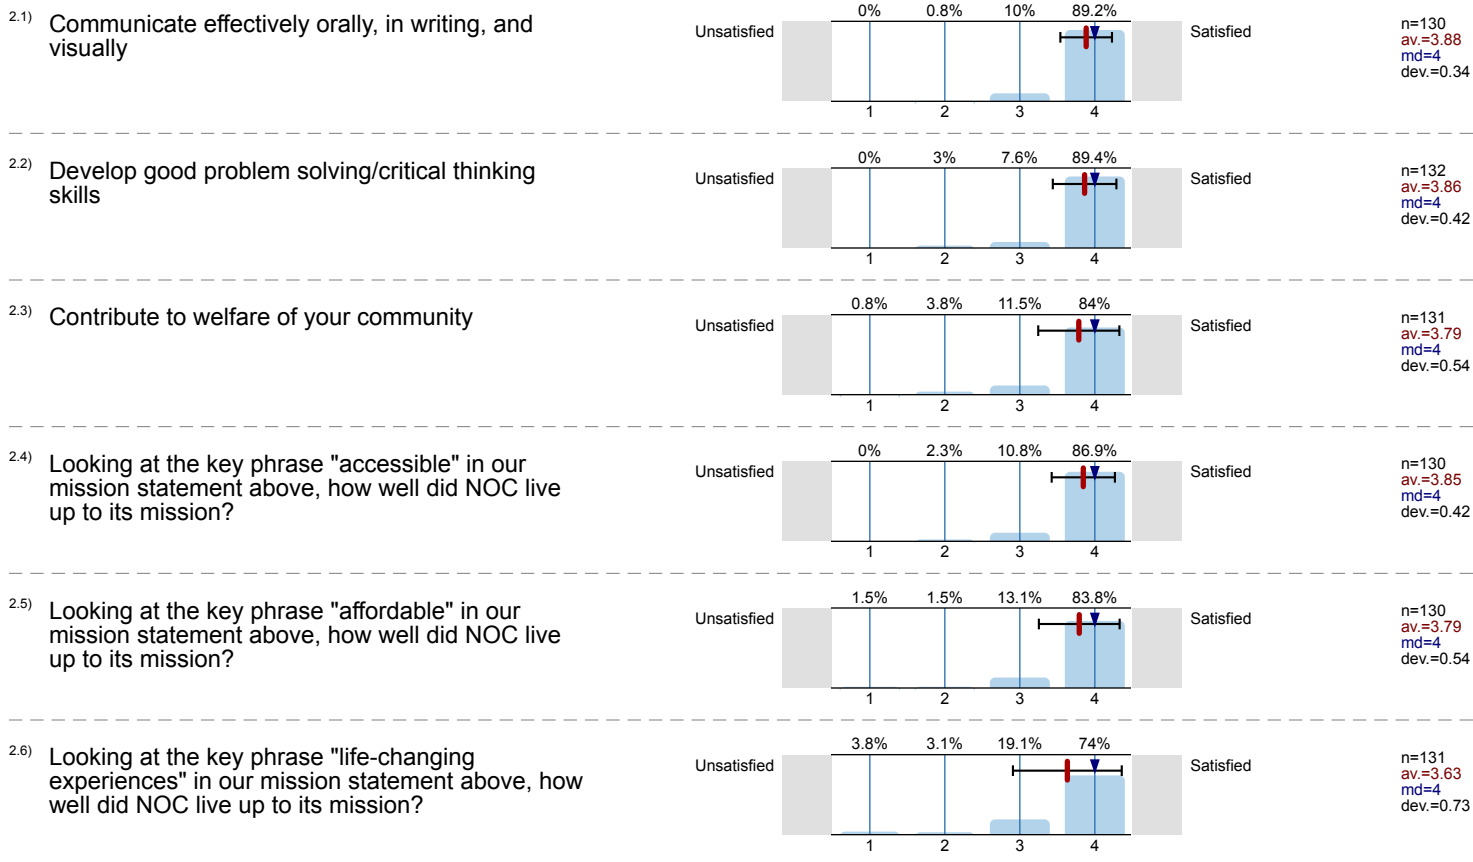 2.1) Communicate effectively orally, in writing, and
visually
Unsatisfied
0% 0.8% 10% 89.2%
1 2 3 4
Satisfied
n=130
av.=3.88
md=4
dev.=0.34
2.2) Develop good problem solving/critical thinking
skills
Unsatisfied
0% 3% 7.6% 89.4%
1 2 3 4
Satisfied
n=132
av.=3.86
md=4
dev.=0.42
2.3) Contribute to welfare of your community
Unsatisfied
0.8% 3.8% 11.5% 84%
1 2 3 4
Satisfied
n=131
av.=3.79
md=4
dev.=0.54
2.4) Looking at the key phrase "accessible" in our
mission statement above, how well did NOC live
up to its mission?
Unsatisfied
0% 2.3% 10.8% 86.9%
1 2 3 4
Satisfied
n=130
av.=3.85
md=4
dev.=0.42
2.5) Looking at the key phrase "affordable" in our
mission statement above, how well did NOC live
up to its mission?
Unsatisfied
1.5% 1.5% 13.1% 83.8%
1 2 3 4
Satisfied
n=130
av.=3.79
md=4
dev.=0.54
2.6) Looking at the key phrase "life-changing
experiences" in our mission statement above, how
well did NOC live up to its mission?
Unsatisfied
3.8% 3.1% 19.1% 74%
1 2 3 4
Satisfied
n=131
av.=3.63
md=4
dev.=0.73